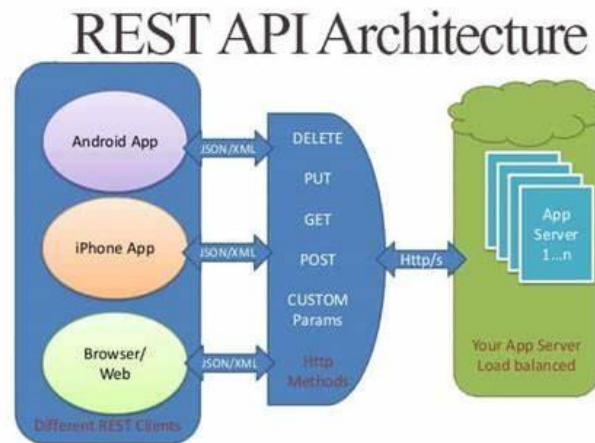 REST API Architecture
Android App
iPhone App
Browser/
Web
Different REST Clients
JSON/XML
JSON/XML
JSON/XML
DELETE
PUT
GET
POST
CUSTOM
Params
Http
Methods
Http/s
App
Server
1...n
Your App Server
Load balanced